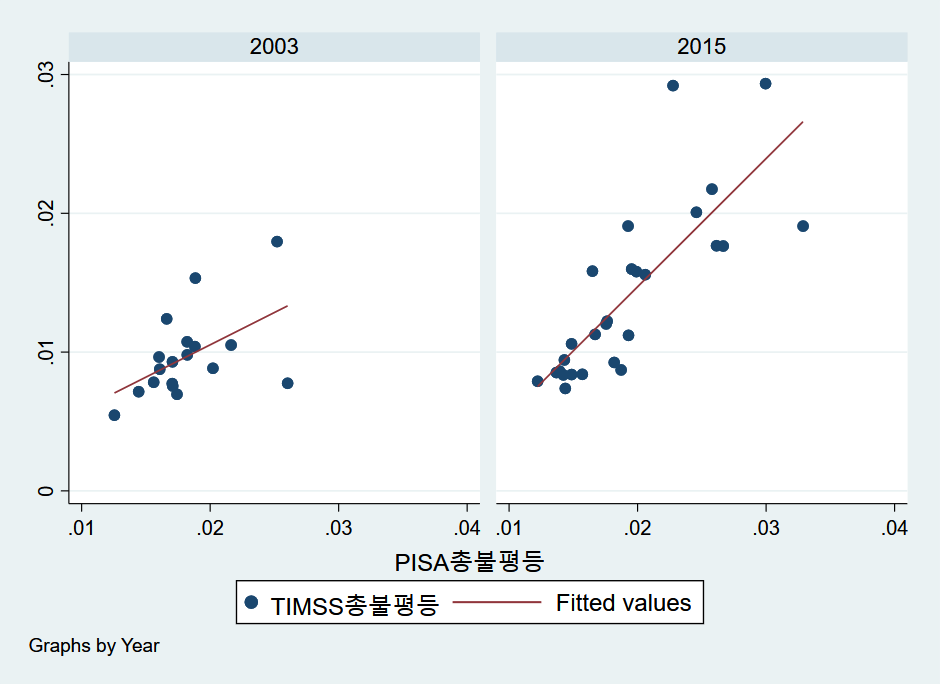 2003 2015
.03
.02
.01
0
.01 .02 .03 .04 .01 .02 .03 .04
PISA총불평등
TIMSS총불평등 Fitted values
Graphs by Year